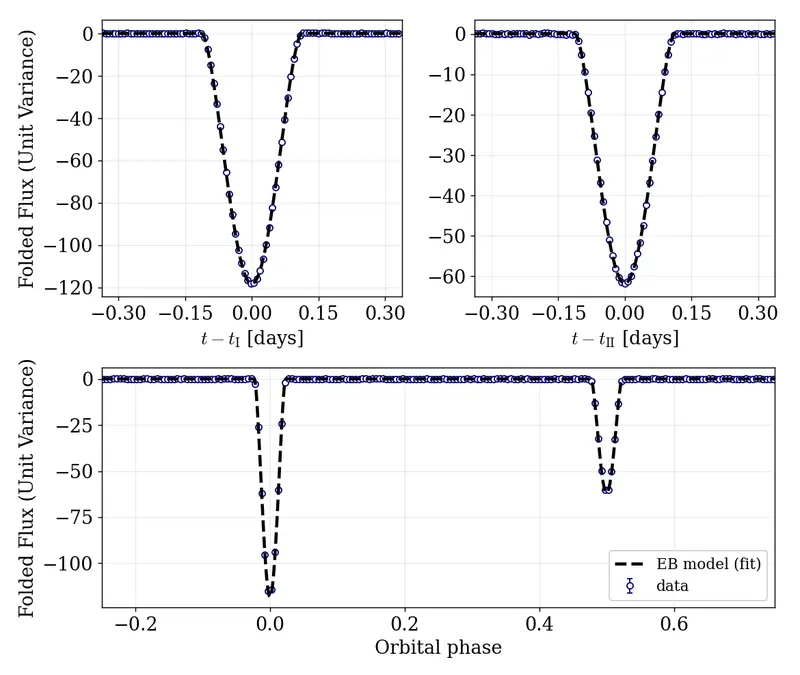 Folded Flux (Unit Variance)
0
−20
−40
−60
−80
−100
−120
−0.30 −0.15 0.00 0.15 0.30
t − t_I [days]
0
−10
−20
−30
−40
−50
−60
−0.30 −0.15 0.00 0.15 0.30
t − t_II [days]
Folded Flux (Unit Variance)
0
−25
−50
−75
−100
−0.2 0.0 0.2 0.4 0.6
Orbital phase
EB model (fit)
data